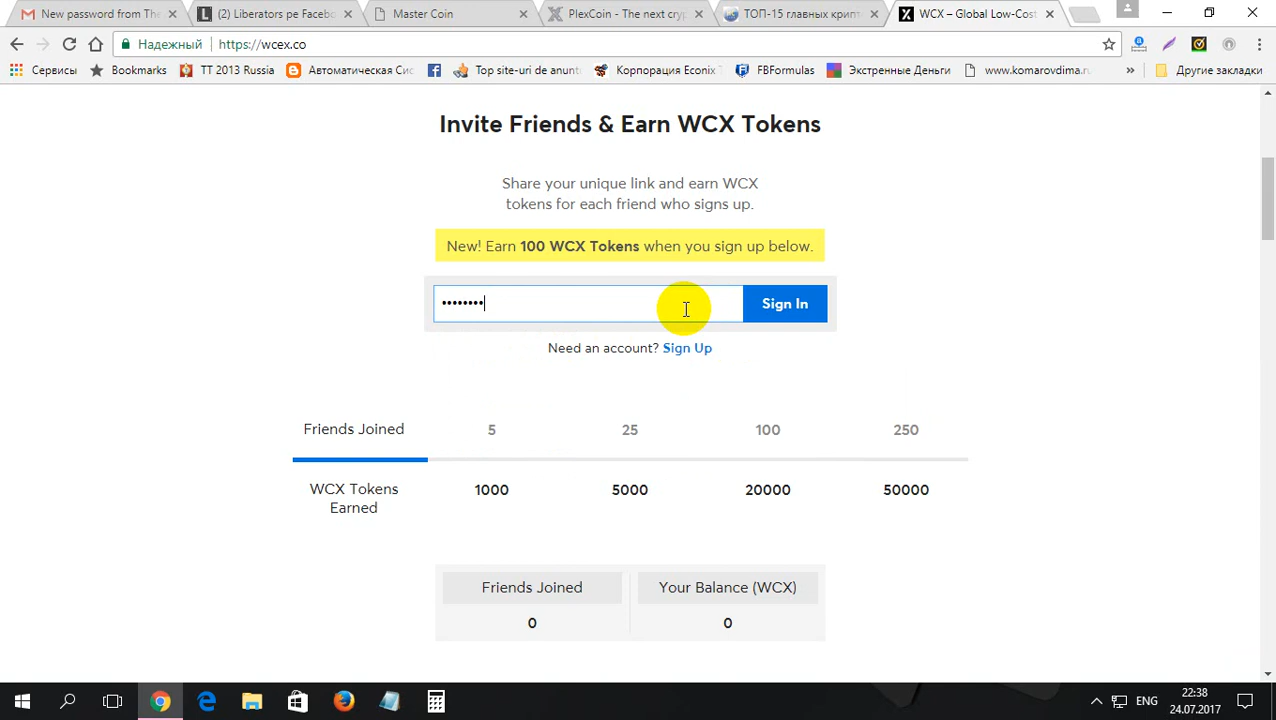 New password from The
(2) Liberators pe Facebo
Master Coin
PlexCoin - The next cryp
ТОП-15 главных крипт
WCX – Global Low-Cost
Надежный
https://wcex.co
Сервисы
Bookmarks
TT 2013 Russia
Автоматическая Сис
Top site-uri de anunt
Корпорация Econix
FBFormulas
Экстренные Деньги
www.komarovdima.ru
»
Другие закладки
Invite Friends & Earn WCX Tokens
Share your unique link and earn WCX
tokens for each friend who signs up.
New! Earn 100 WCX Tokens when you sign up below.
••••••••
Sign In
Need an account? Sign Up
Friends Joined 5 25 100 250
WCX Tokens 1000 5000 20000 50000
Earned
Friends Joined Your Balance (WCX)
0 0
ENG
22:38
24.07.2017